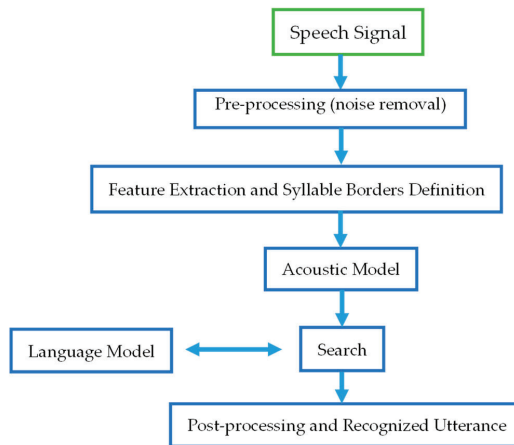 Speech Signal
Pre-processing (noise removal)
Feature Extraction and Syllable Borders Definition
Acoustic Model
Language Model
Search
Post-processing and Recognized Utterance